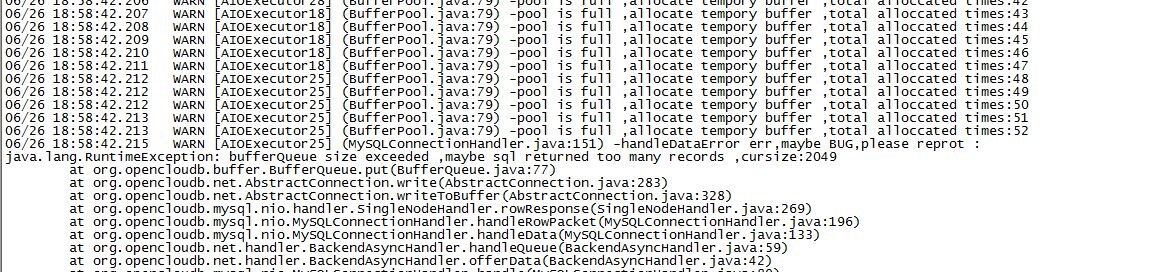 06/26 18:58:42.206 WARN [AIOExecutor28] (BufferPool.java:79) -pool is full ,allocate tempory buffer ,total alloccated times:42
06/26 18:58:42.207 WARN [AIOExecutor18] (BufferPool.java:79) -pool is full ,allocate tempory buffer ,total alloccated times:43
06/26 18:58:42.208 WARN [AIOExecutor18] (BufferPool.java:79) -pool is full ,allocate tempory buffer ,total alloccated times:44
06/26 18:58:42.209 WARN [AIOExecutor18] (BufferPool.java:79) -pool is full ,allocate tempory buffer ,total alloccated times:45
06/26 18:58:42.210 WARN [AIOExecutor18] (BufferPool.java:79) -pool is full ,allocate tempory buffer ,total alloccated times:46
06/26 18:58:42.211 WARN [AIOExecutor18] (BufferPool.java:79) -pool is full ,allocate tempory buffer ,total alloccated times:47
06/26 18:58:42.212 WARN [AIOExecutor25] (BufferPool.java:79) -pool is full ,allocate tempory buffer ,total alloccated times:48
06/26 18:58:42.212 WARN [AIOExecutor25] (BufferPool.java:79) -pool is full ,allocate tempory buffer ,total alloccated times:49
06/26 18:58:42.212 WARN [AIOExecutor25] (BufferPool.java:79) -pool is full ,allocate tempory buffer ,total alloccated times:50
06/26 18:58:42.213 WARN [AIOExecutor25] (BufferPool.java:79) -pool is full ,allocate tempory buffer ,total alloccated times:51
06/26 18:58:42.213 WARN [AIOExecutor25] (BufferPool.java:79) -pool is full ,allocate tempory buffer ,total alloccated times:52
06/26 18:58:42.215 WARN [AIOExecutor25] (MySQLConnectionHandler.java:151) -handleDataError err,maybe BUG,please reprot :
java.lang.RuntimeException: bufferQueue size exceeded ,maybe sql returned too many records ,cursize:2049
at org.opencloudb.buffer.BufferQueue.put(BufferQueue.java:77)
at org.opencloudb.net.AbstractConnection.write(AbstractConnection.java:283)
at org.opencloudb.net.AbstractConnection.writeToBuffer(AbstractConnection.java:328)
at org.opencloudb.mysql.nio.handler.SingleNodeHandler.rowResponse(SingleNodeHandler.java:269)
at org.opencloudb.mysql.nio.MySQLConnectionHandler.handleRowPacket(MySQLConnectionHandler.java:196)
at org.opencloudb.mysql.nio.MySQLConnectionHandler.handleData(MySQLConnectionHandler.java:133)
at org.opencloudb.net.handler.BackendAsyncHandler.handleQueue(BackendAsyncHandler.java:59)
at org.opencloudb.net.handler.BackendAsyncHandler.offerData(BackendAsyncHandler.java:42)
at org.opencloudb.mysql.nio.MySQLConnectionHandler.handle(MySQLConnectionHandler.java:80)